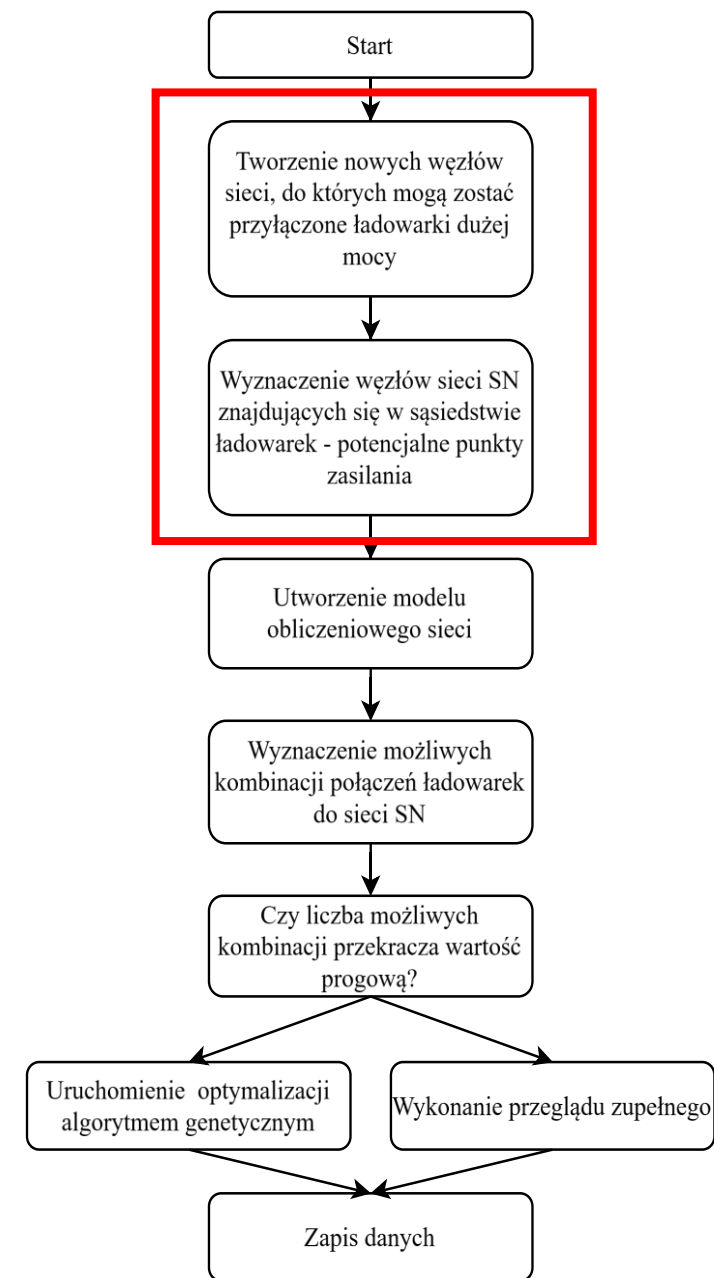 Start
Tworzenie nowych węzłów
sieci, do których mogą zostać
przyłączone ładowarki dużej
mocy
Wyznaczenie węzłów sieci SN
znajdujących się w sąsiedstwie
ładowarek - potencjalne punkty
zasilania
Utworzenie modelu
obliczeniowego sieci
Wyznaczenie możliwych
kombinacji połączeń ładowarek
do sieci SN
Czy liczba możliwych
kombinacji przekracza wartość
progową?
Uruchomienie optymalizacji
algorytmem genetycznym
Wykonanie przeglądu zupełnego
Zapis danych